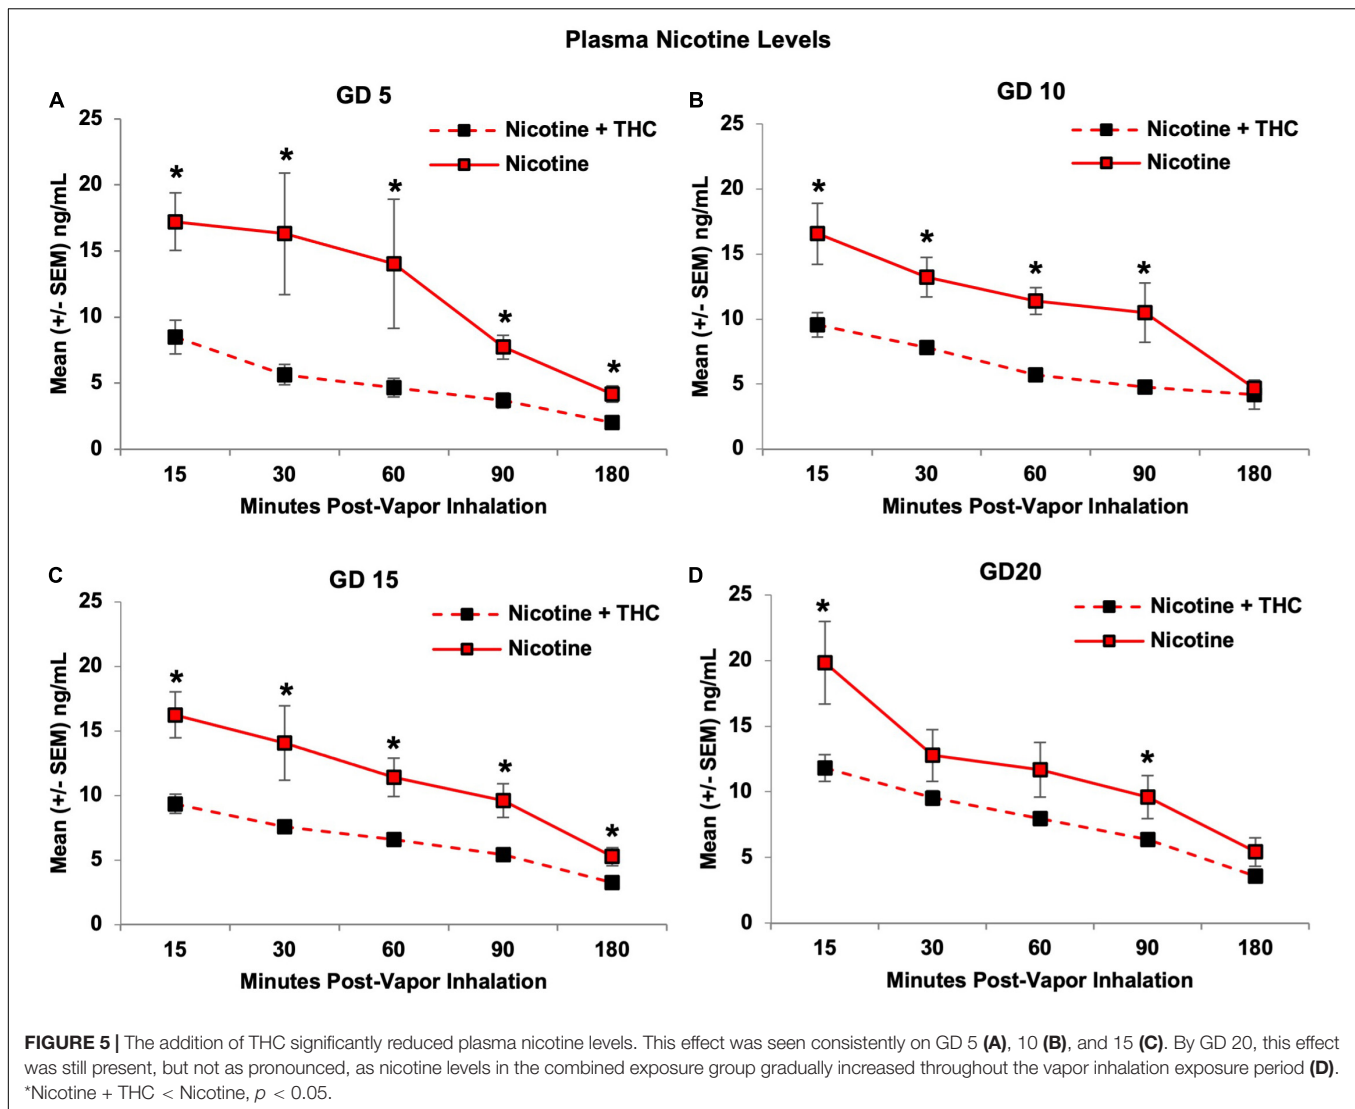 Plasma Nicotine Levels
A
GD 5
Nicotine + THC
Nicotine
Mean (+/- SEM) ng/mL
25
20
15
10
5
0
* * * * *
15 30 60 90 180
Minutes Post-Vapor Inhalation
B
GD 10
Nicotine + THC
Nicotine
Mean (+/- SEM) ng/mL
25
20
15
10
5
0
* * * *
15 30 60 90 180
Minutes Post-Vapor Inhalation
C
GD 15
Nicotine + THC
Nicotine
Mean (+/- SEM) ng/mL
25
20
15
10
5
0
* * * * *
15 30 60 90 180
Minutes Post-Vapor Inhalation
D
GD20
Nicotine + THC
Nicotine
Mean (+/- SEM) ng/mL
25
20
15
10
5
0
* *
15 30 60 90 180
Minutes Post-Vapor Inhalation
FIGURE 5 | The addition of THC significantly reduced plasma nicotine levels. This effect was seen consistently on GD 5 (A), 10 (B), and 15 (C). By GD 20, this effect
was still present, but not as pronounced, as nicotine levels in the combined exposure group gradually increased throughout the vapor inhalation exposure period (D).
*Nicotine + THC < Nicotine, p < 0.05.